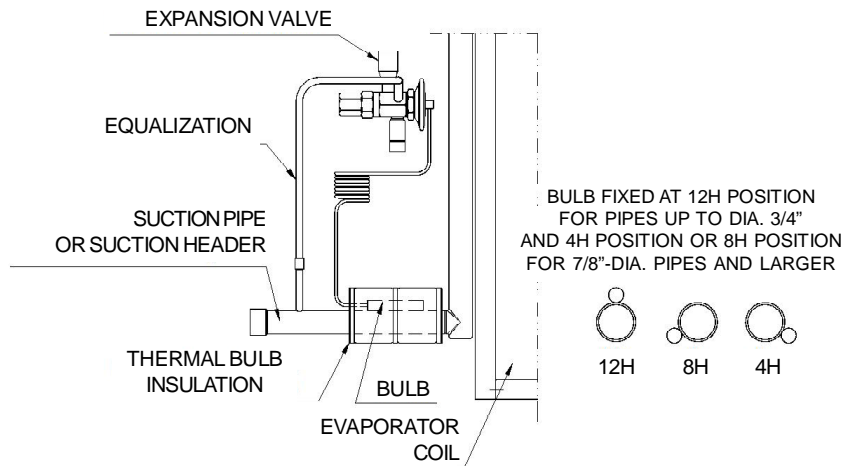 EXPANSION VALVE
EQUALIZATION
SUCTION PIPE
OR SUCTION HEADER
THERMAL BULB
INSULATION
BULB
EVAPORATOR
COIL
BULB FIXED AT 12H POSITION
FOR PIPES UP TO DIA. 3/4”
AND 4H POSITION OR 8H POSITION
FOR 7/8”-DIA. PIPES AND LARGER
12H
8H
4H